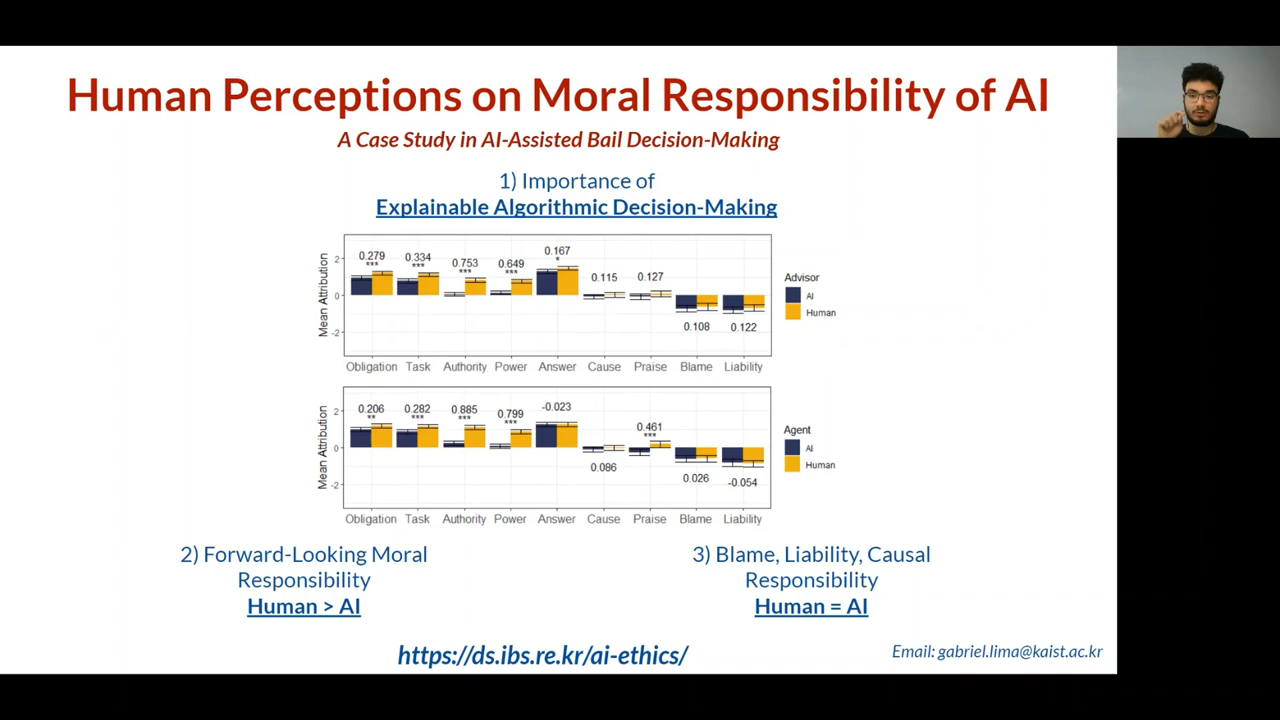 Human Perceptions on Moral Responsibility of AI
A Case Study in AI-Assisted Bail Decision-Making
1) Importance of
Explainable Algorithmic Decision-Making
Mean Attribution
2
0
-2
0.279
***
0.334
***
0.753
***
0.649
***
0.167
*
0.115
0.127
0.108
0.122
Obligation Task Authority Power Answer Cause Praise Blame Liability
Advisor
AI
Human
Mean Attribution
2
0
-2
0.206
**
0.282
***
0.885
***
0.799
***
-0.023
0.086
0.461
***
0.026
-0.054
Obligation Task Authority Power Answer Cause Praise Blame Liability
Agent
AI
Human
2) Forward-Looking Moral
Responsibility
Human > AI
3) Blame, Liability, Causal
Responsibility
Human = AI
https://ds.ibs.re.kr/ai-ethics/
Email: gabriel.lima@kaist.ac.kr